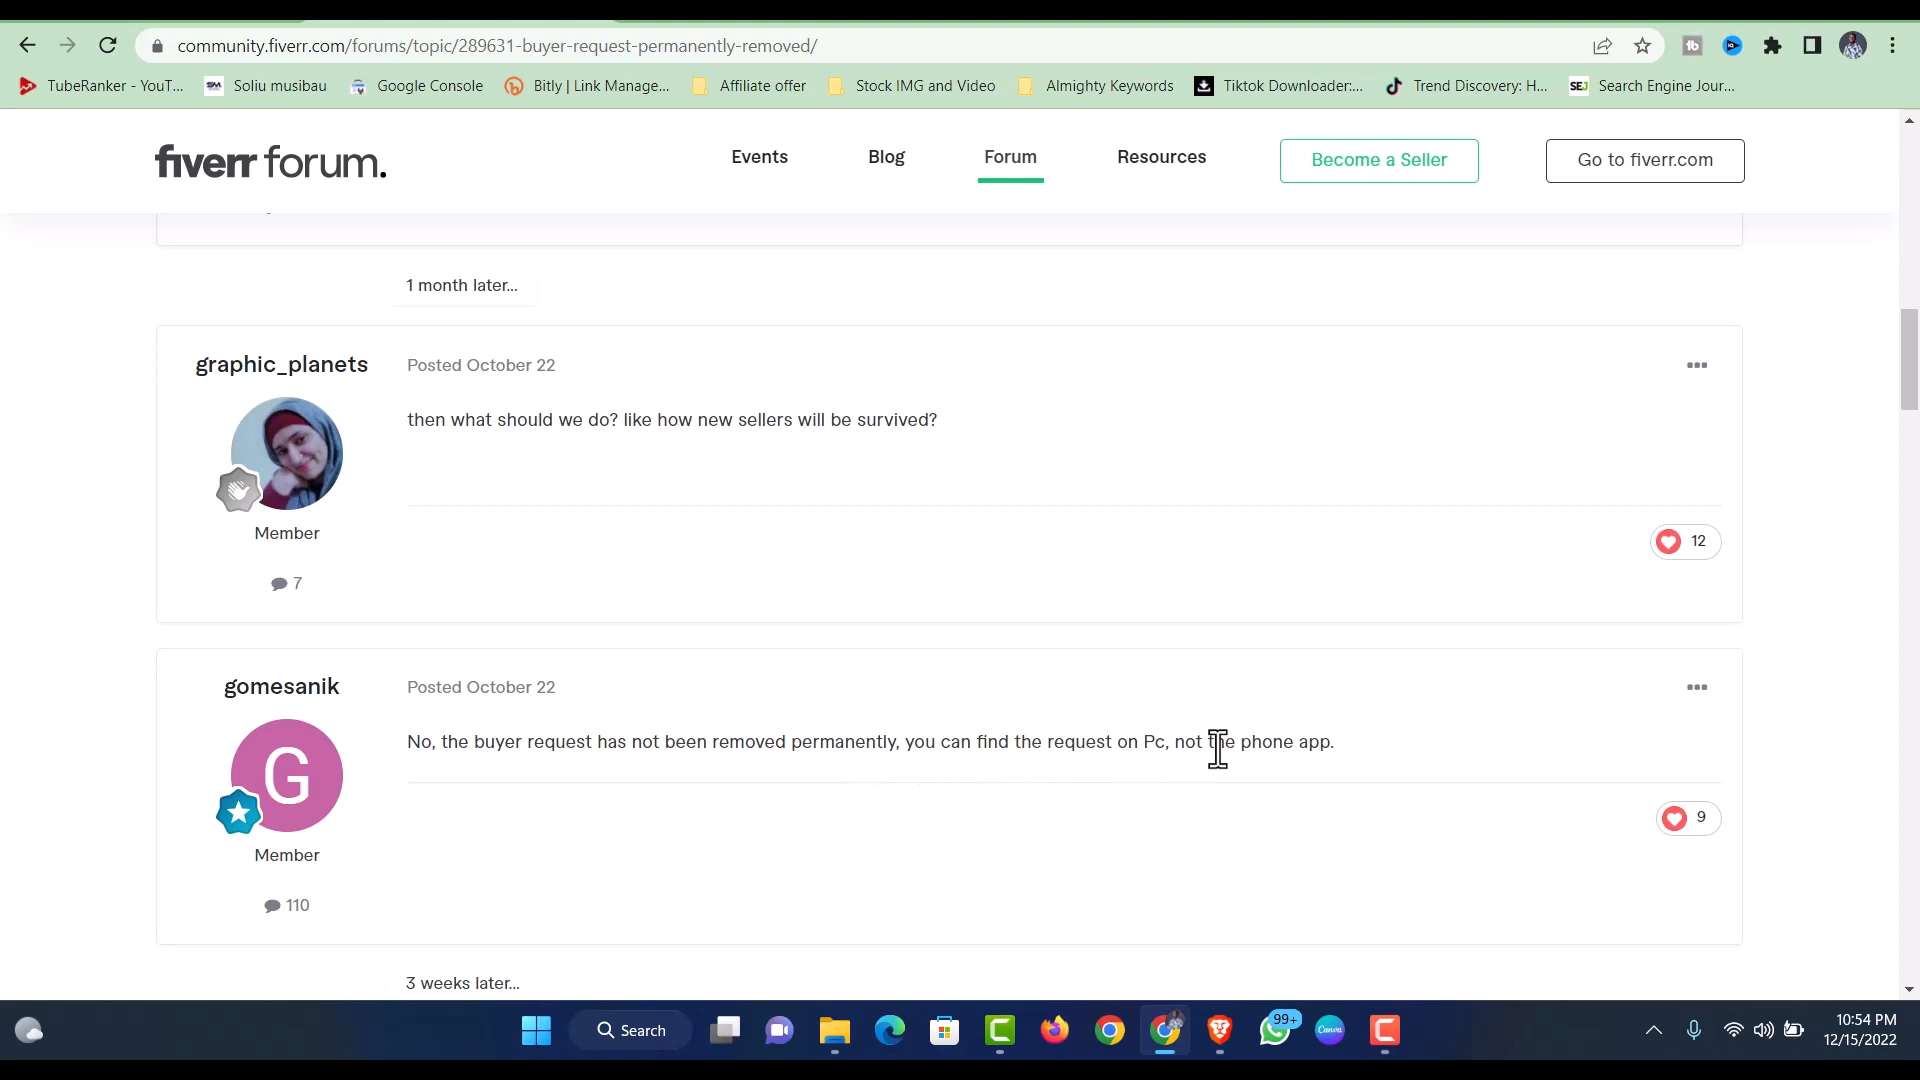 community.fiverr.com/forums/topic/289631-buyer-request-permanently-removed/
TubeRanker - YouT...
Soliu musibau
Google Console
Bitly | Link Manage...
Affiliate offer
Stock IMG and Video
Almighty Keywords
Tiktok Downloader:...
Trend Discovery: H...
SEJ
Search Engine Jour...
fiverr forum.
Events
Blog
Forum
Resources
Become a Seller
Go to fiverr.com
1 month later...
graphic_planets
Posted October 22
then what should we do? like how new sellers will be survived?
Member
12
7
gomesanik
Posted October 22
No, the buyer request has not been removed permanently, you can find the request on Pc, not the phone app.
G
9
Member
110
3 weeks later...
Search
99+
Canva
10:54 PM
12/15/2022